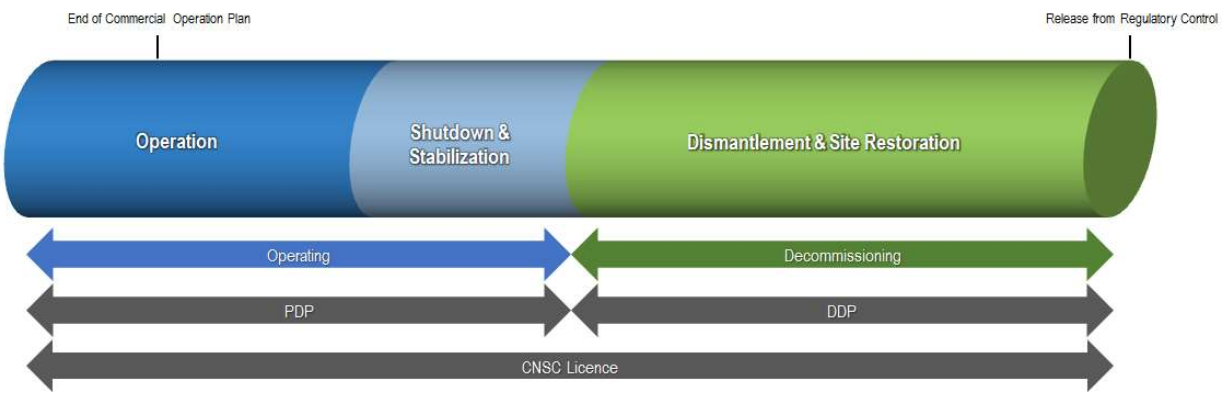 End of Commercial Operation Plan
Release from Regulatory Control
Operation
Shutdown &
Stabilization
Dismantlement & Site Restoration
Operating
Decommissioning
PDP
DDP
CNSC Licence